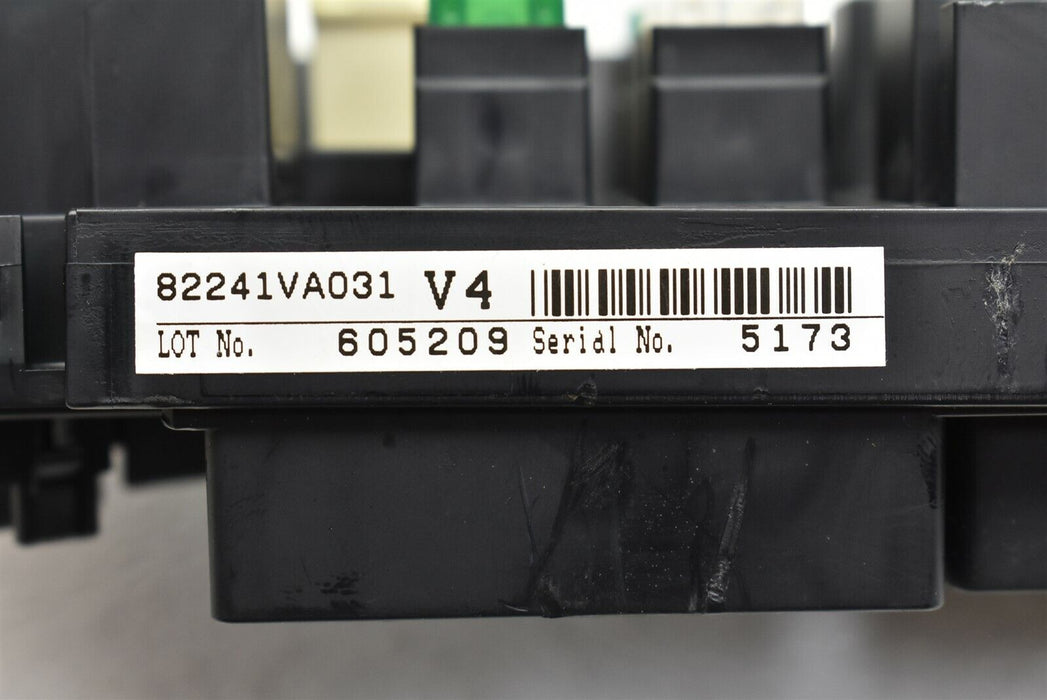 82241VA031 V4
LOT No. 605209 Serial No. 5173